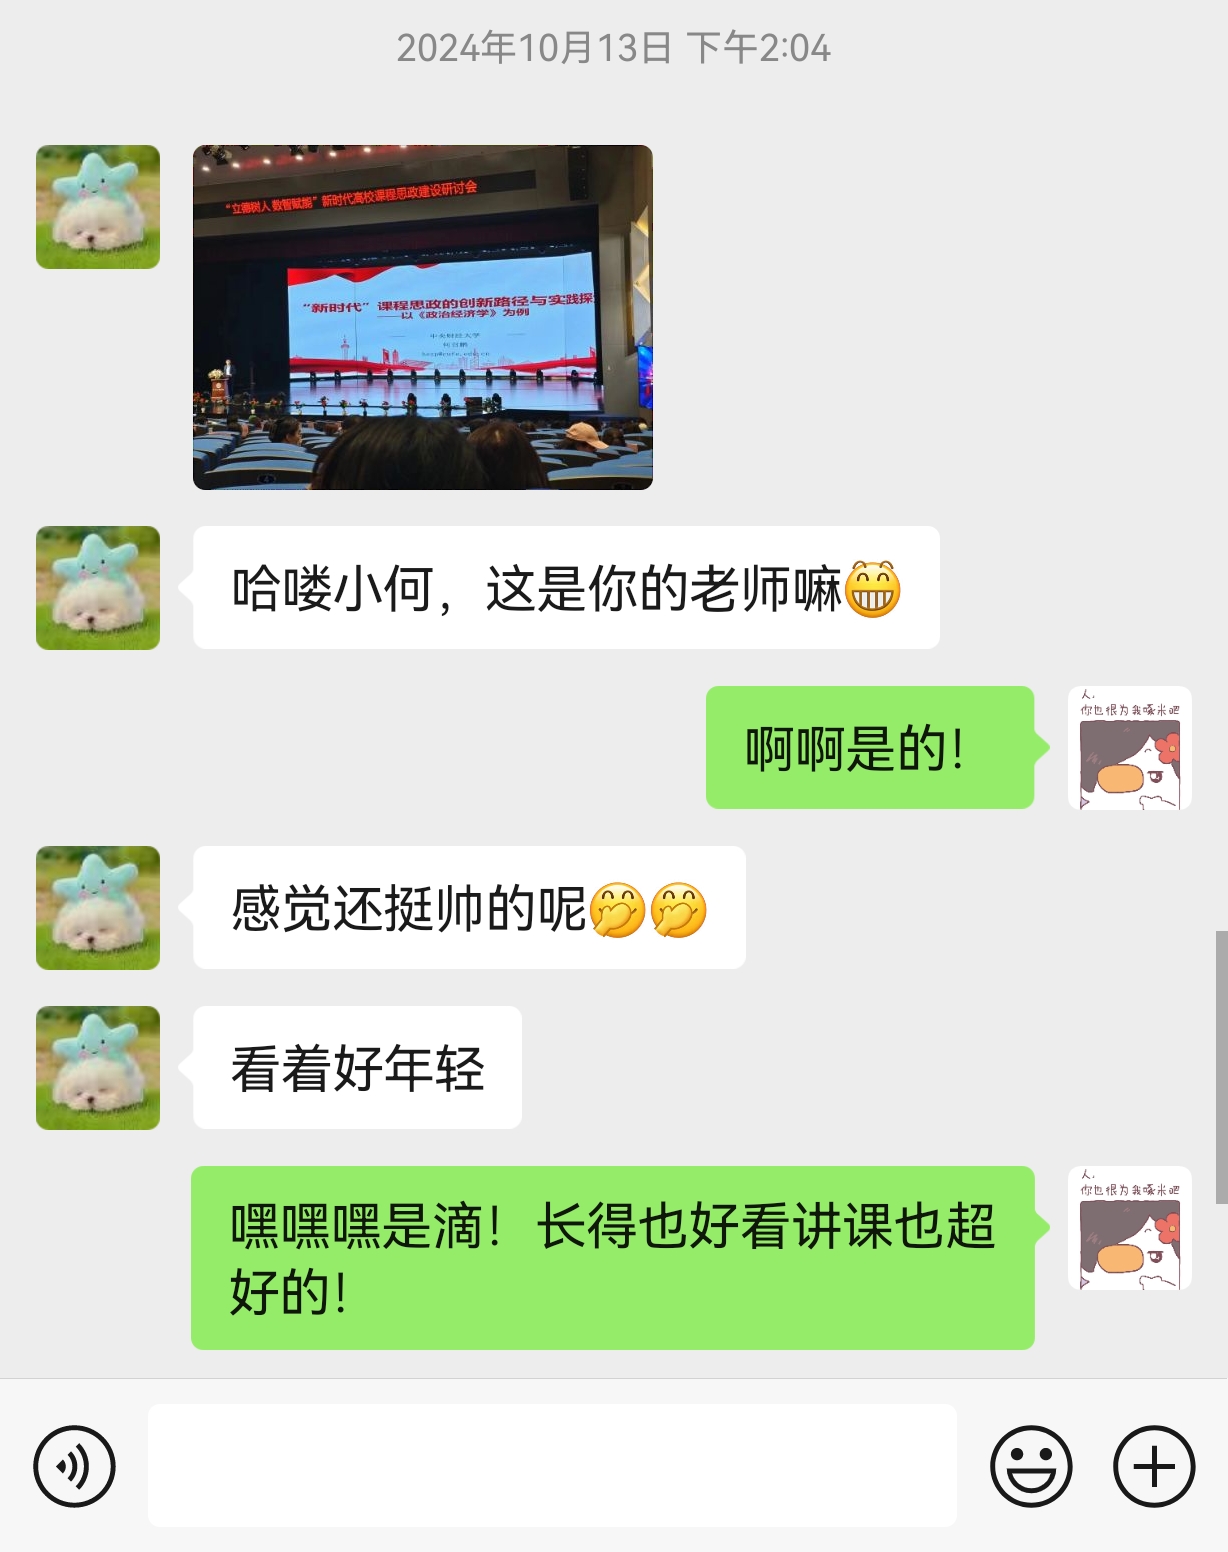 2024年10月13日 下午2:04
“立德树人 数智赋能”新时代高校课程思政建设研讨会
“新时代”课程思政的创新路径与实践探
——以《政治经济学》为例
中央财经大学
哈喽小何，这是你的老师嘛
啊啊是的！
人.
你也很为我啄米吧
感觉还挺帅的呢
看着好年轻
嘿嘿嘿是滴！长得也好看讲课也超
好的！
人.
你也很为我啄米吧